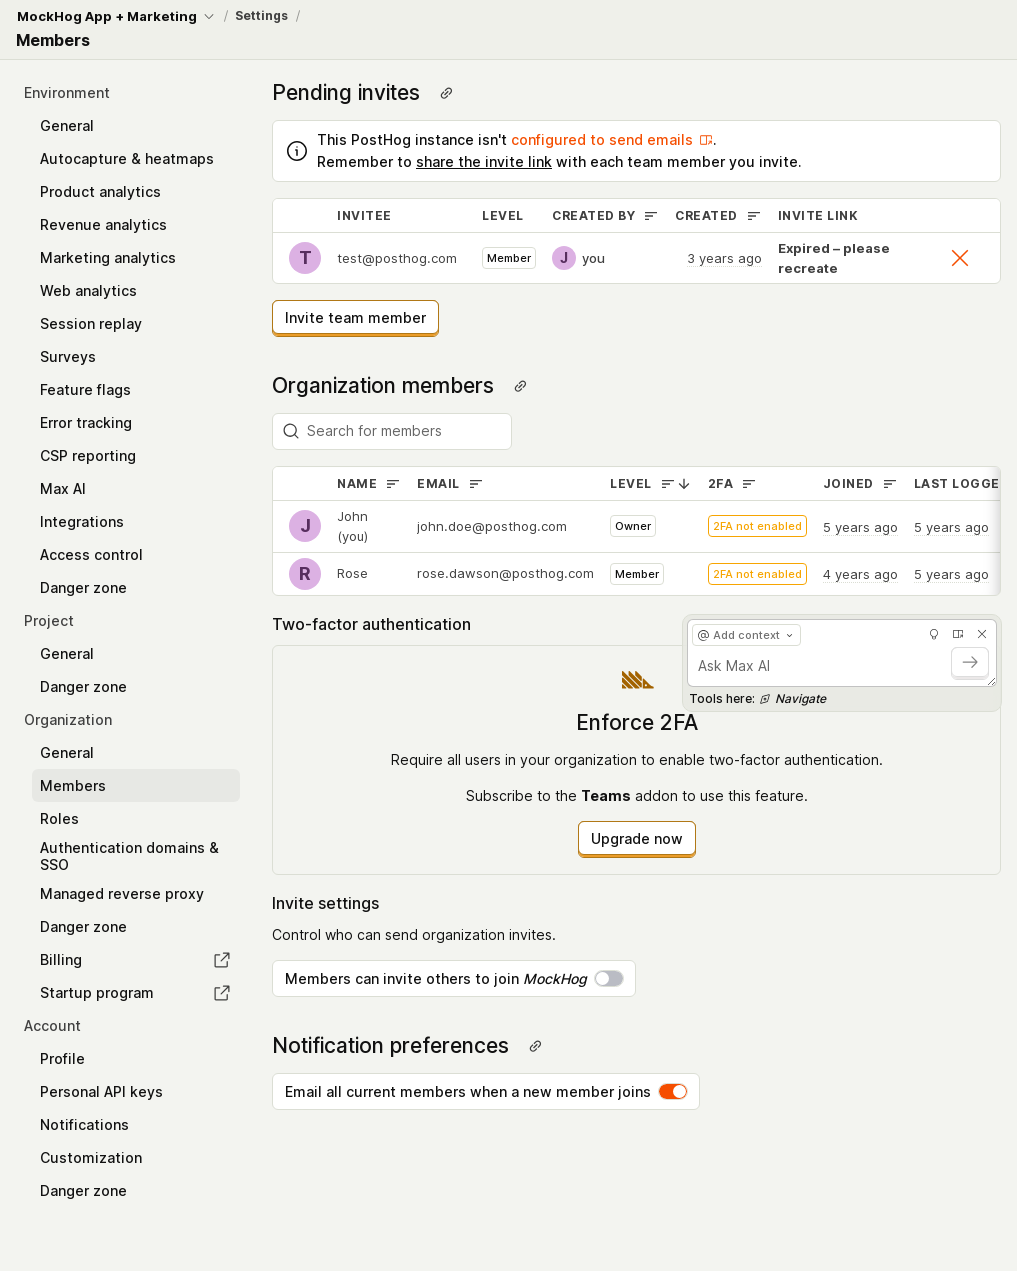 MockHog App + Marketing / Settings /
Members
Environment
General
Autocapture & heatmaps
Product analytics
Revenue analytics
Marketing analytics
Web analytics
Session replay
Surveys
Feature flags
Error tracking
CSP reporting
Max AI
Integrations
Access control
Danger zone
Project
General
Danger zone
Organization
General
Members
Roles
Authentication domains &
SSO
Managed reverse proxy
Danger zone
Billing
Startup program
Account
Profile
Personal API keys
Notifications
Customization
Danger zone
Pending invites
This PostHog instance isn't configured to send emails.
Remember to share the invite link with each team member you invite.
INVITEE LEVEL CREATED BY CREATED INVITE LINK
T test@posthog.com Member J you 3 years ago Expired – please
recreate
Invite team member
Organization members
Search for members
NAME EMAIL LEVEL 2FA JOINED LAST LOGGE
J John
(you) john.doe@posthog.com Owner 2FA not enabled 5 years ago 5 years ago
R Rose rose.dawson@posthog.com Member 2FA not enabled 4 years ago 5 years ago
Two-factor authentication
@ Add context
Ask Max AI
Tools here: Navigate
Enforce 2FA
Require all users in your organization to enable two-factor authentication.
Subscribe to the Teams addon to use this feature.
Upgrade now
Invite settings
Control who can send organization invites.
Members can invite others to join MockHog
Notification preferences
Email all current members when a new member joins